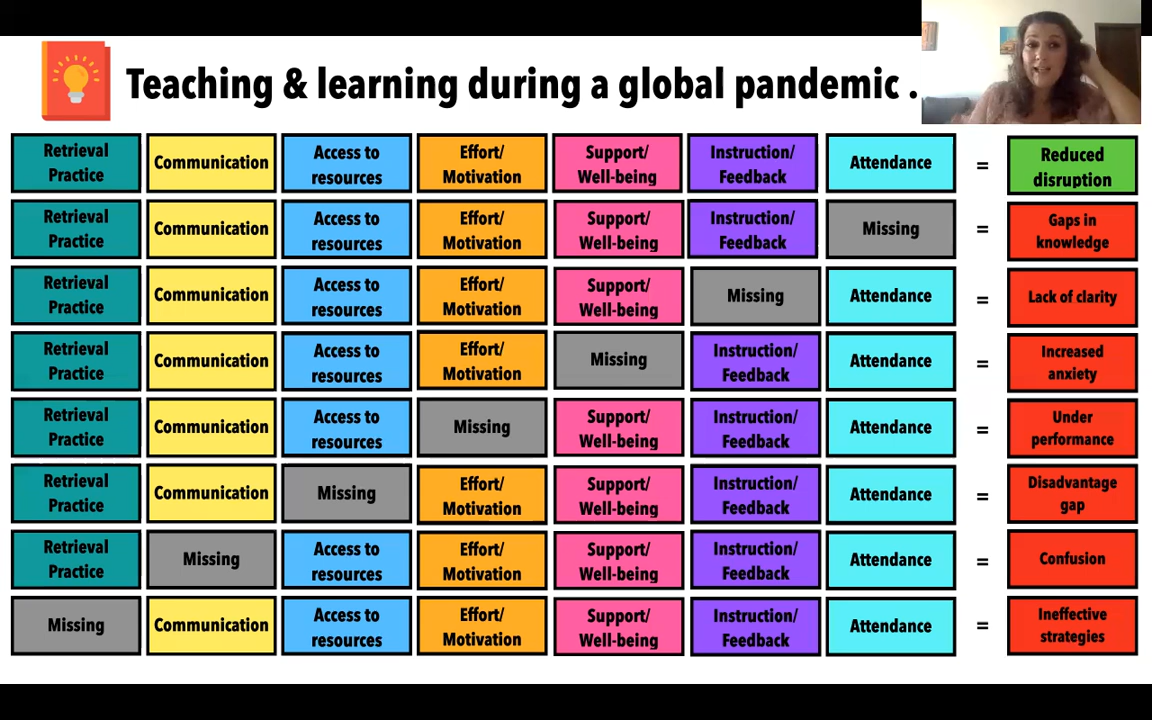 Teaching & learning during a global pandemic .
Retrieval
Practice
Communication
Access to
resources
Effort/
Motivation
Support/
Well-being
Instruction/
Feedback
Attendance
=
Reduced
disruption
Retrieval
Practice
Communication
Access to
resources
Effort/
Motivation
Support/
Well-being
Instruction/
Feedback
Missing
=
Gaps in
knowledge
Retrieval
Practice
Communication
Access to
resources
Effort/
Motivation
Support/
Well-being
Missing
Attendance
=
Lack of clarity
Retrieval
Practice
Communication
Access to
resources
Effort/
Motivation
Missing
Instruction/
Feedback
Attendance
=
Increased
anxiety
Retrieval
Practice
Communication
Access to
resources
Missing
Support/
Well-being
Instruction/
Feedback
Attendance
=
Under
performance
Retrieval
Practice
Communication
Missing
Effort/
Motivation
Support/
Well-being
Instruction/
Feedback
Attendance
=
Disadvantage
gap
Retrieval
Practice
Missing
Access to
resources
Effort/
Motivation
Support/
Well-being
Instruction/
Feedback
Attendance
=
Confusion
Missing
Communication
Access to
resources
Effort/
Motivation
Support/
Well-being
Instruction/
Feedback
Attendance
=
Ineffective
strategies